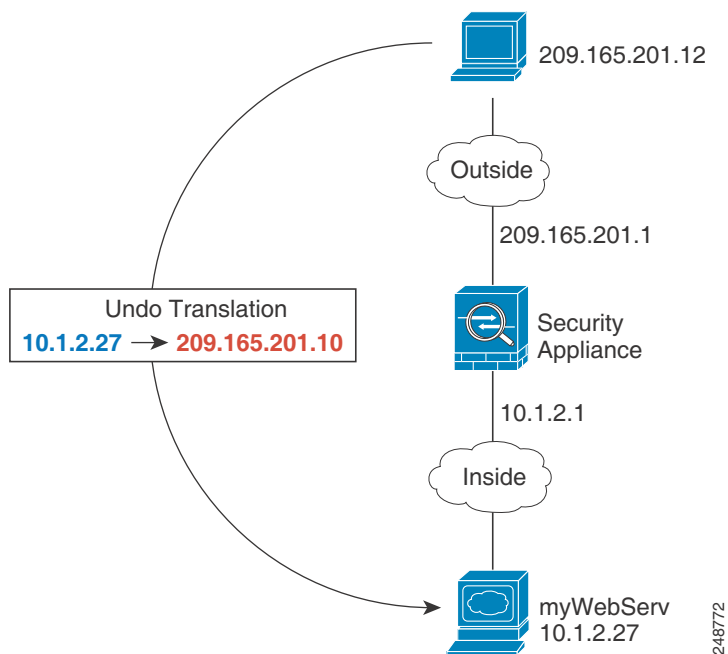 209.165.201.12
Outside
209.165.201.1
Undo Translation
10.1.2.27 → 209.165.201.10
Security
Appliance
10.1.2.1
Inside
myWebServ
10.1.2.27
248772